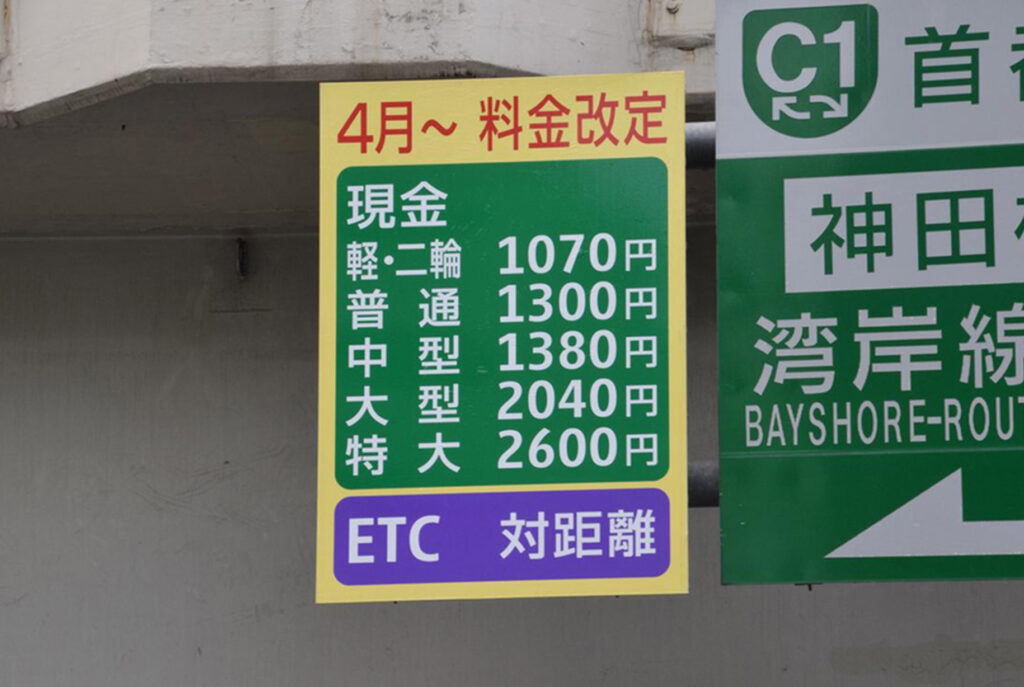 4月～ 料金改定
現金
軽・二輪 1070円
普通 1300円
中型 1380円
大型 2040円
特大 2600円
ETC 対距離
C1
首
神田
湾岸線
BAYSHORE-ROUT